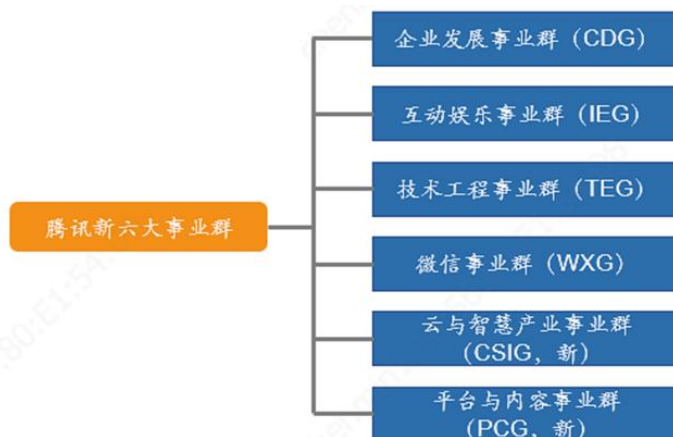 企业发展事业群（CDG）
互动娱乐事业群（IEG）
技术工程事业群（TEG）
腾讯新六大事业群
微信事业群（WXG）
云与智慧产业事业群
（CSIG，新）
平台与内容事业群
（PCG，新）